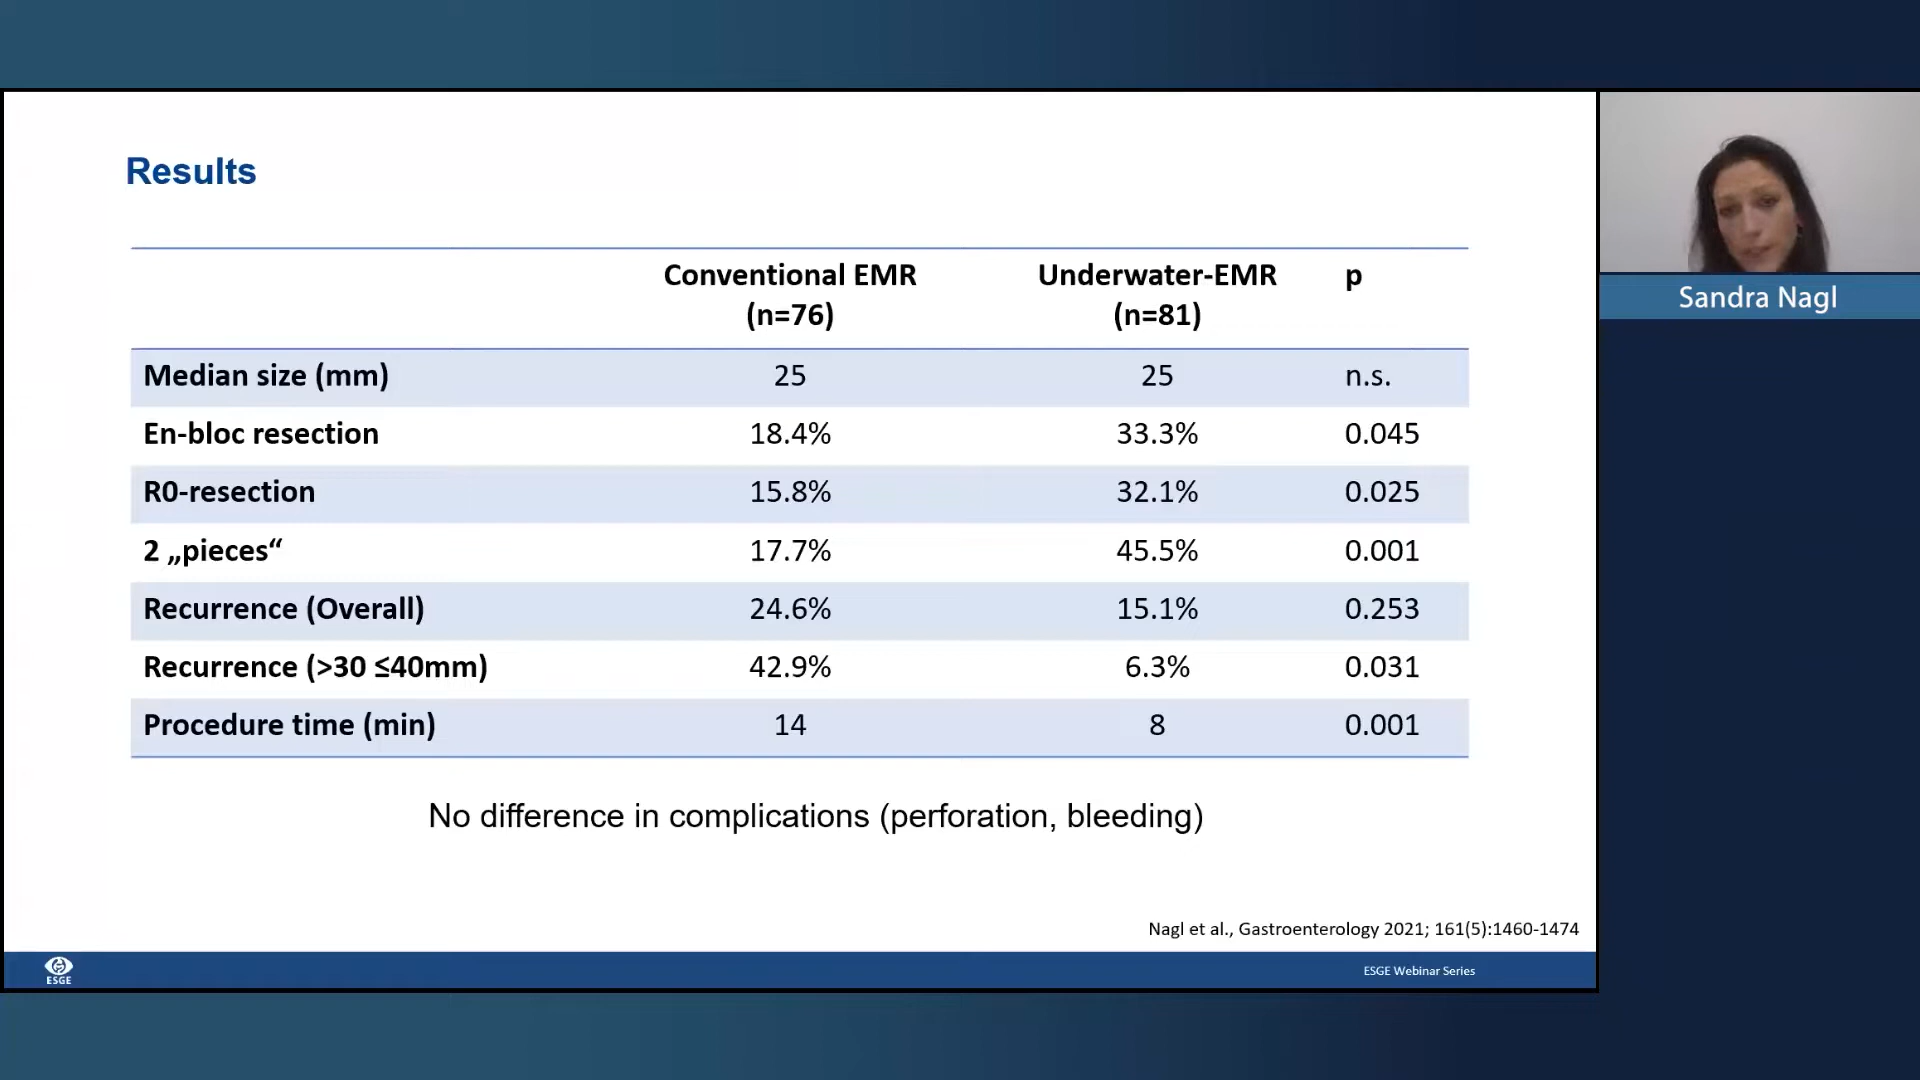 Results
Conventional EMR Underwater-EMR p
(n=76) (n=81)
Median size (mm) 25 25 n.s.
En-bloc resection 18.4% 33.3% 0.045
R0-resection 15.8% 32.1% 0.025
2 „pieces“ 17.7% 45.5% 0.001
Recurrence (Overall) 24.6% 15.1% 0.253
Recurrence (>30 ≤40mm) 42.9% 6.3% 0.031
Procedure time (min) 14 8 0.001
No difference in complications (perforation, bleeding)
Nagl et al., Gastroenterology 2021; 161(5):1460-1474
ESGE
ESGE Webinar Series
Sandra Nagl